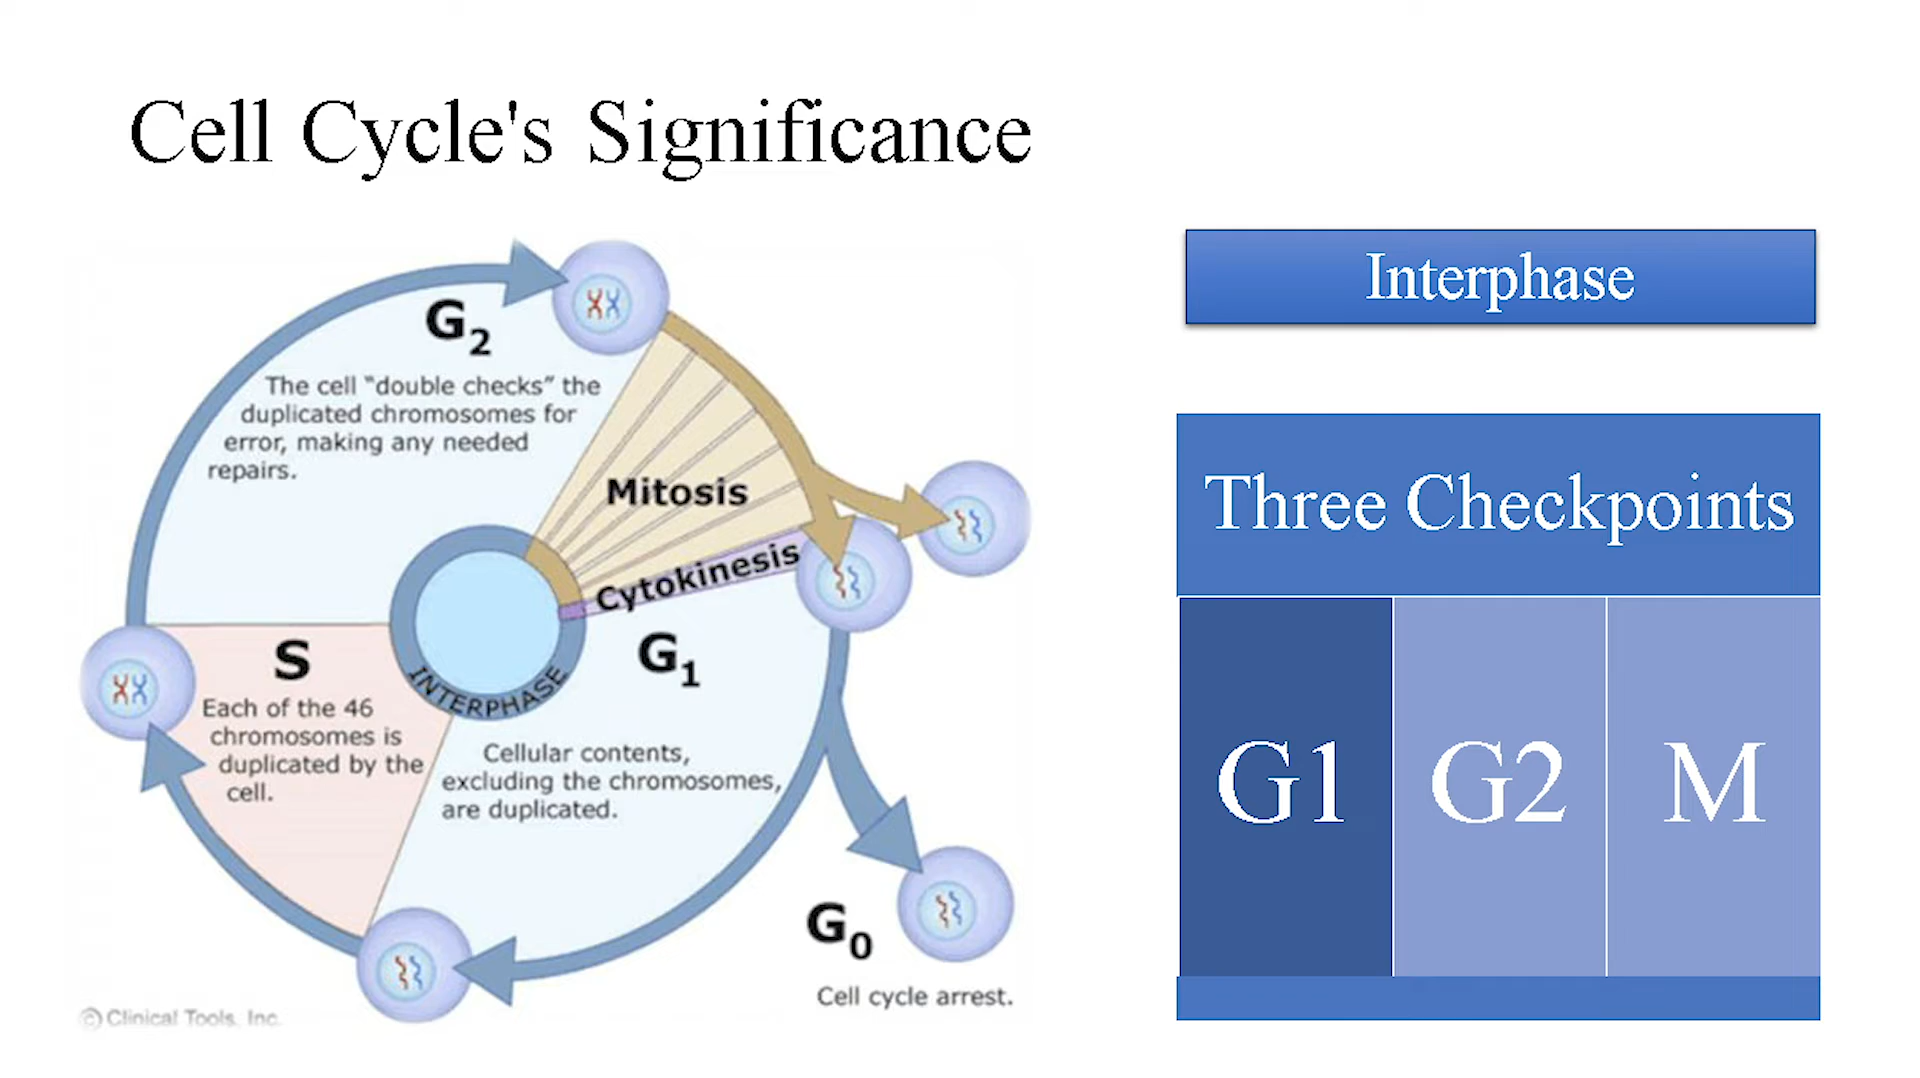 Cell Cycle's Significance
G2
The cell “double checks” the
duplicated chromosomes for
error, making any needed
repairs.
Mitosis
Cytokinesis
S
Each of the 46
chromosomes is
duplicated by the
cell.
INTERPHASE
G1
Cellular contents,
excluding the chromosomes,
are duplicated.
G0
Cell cycle arrest.
© Clinical Tools, Inc.
Interphase
Three Checkpoints
G1
G2
M